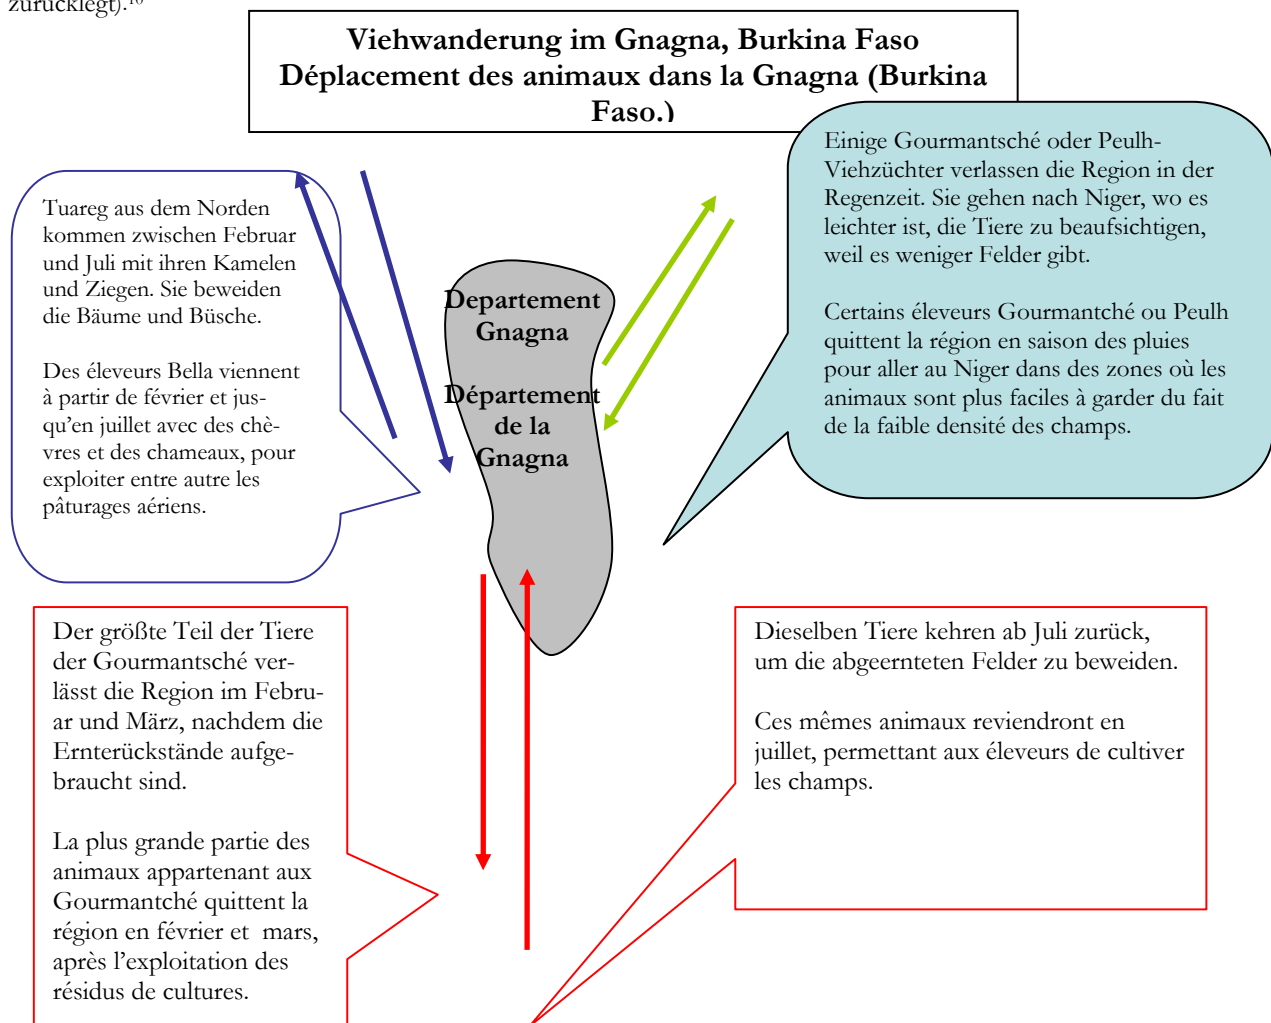 zurücklegt).¹⁰
Viehwanderung im Gnagna, Burkina Faso
Déplacement des animaux dans la Gnagna (Burkina
Faso.)
Tuareg aus dem Norden
kommen zwischen Februar
und Juli mit ihren Kamelen
und Ziegen. Sie beweiden
die Bäume und Büsche.
Des éleveurs Bella viennent
à partir de février et jus-
qu'en juillet avec des chè-
vres et des chameaux, pour
exploiter entre autre les
pâturages aériens.
Departement
Gnagna
Département
de la
Gnagna
Einige Gourmantsché oder Peulh-
Viehzüchter verlassen die Region in der
Regenzeit. Sie gehen nach Niger, wo es
leichter ist, die Tiere zu beaufsichtigen,
weil es weniger Felder gibt.
Certains éleveurs Gourmantché ou Peulh
quittent la région en saison des pluies
pour aller au Niger dans des zones où les
animaux sont plus faciles à garder du fait
de la faible densité des champs.
Der größte Teil der Tiere
der Gourmantsché ver-
lässt die Region im Febru-
ar und März, nachdem die
Ernterückstände aufge-
braucht sind.
La plus grande partie des
animaux appartenant aux
Gourmantché quittent la
région en février et  mars,
après l'exploitation des
résidus de cultures.
Dieselben Tiere kehren ab Juli zurück,
um die abgeernteten Felder zu beweiden.
Ces mêmes animaux reviendront en
juillet, permettant aux éleveurs de cultiver
les champs.